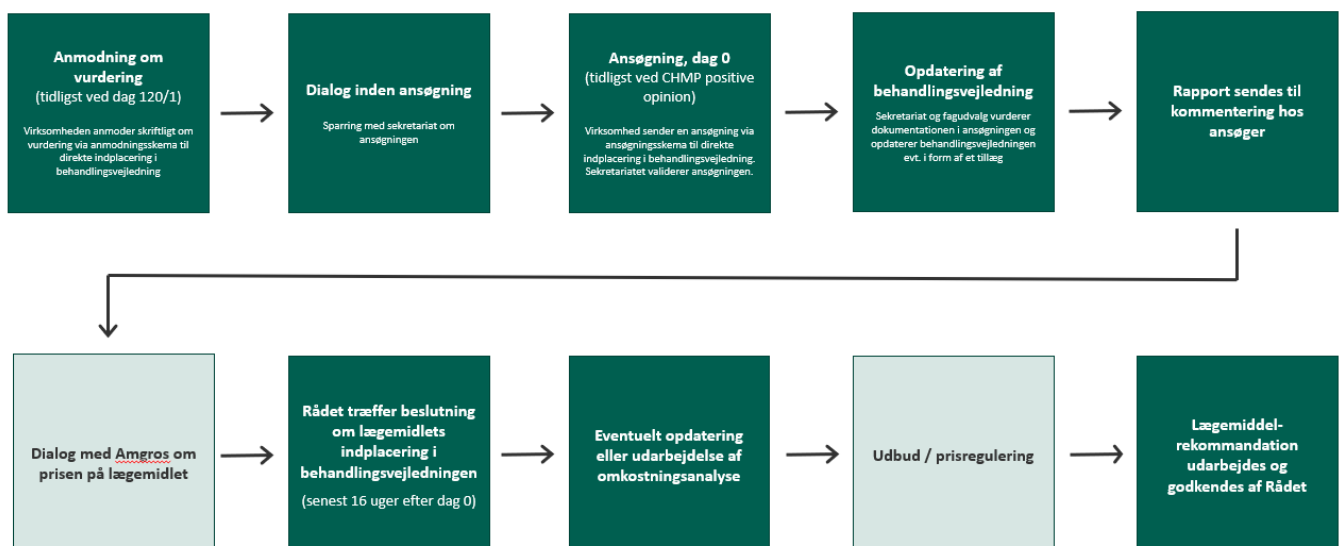 Anmodning om
vurdering
(tidligst ved dag 120/1)
Virksomheden anmoder skriftligt om
vurdering via anmodningsskema til
direkte indplacering i
behandlingsvejledning
Dialog inden ansøgning
Sparring med sekretariat om
ansøgningen
Ansøgning, dag 0
(tidligst ved CHMP positive
opinion)
Virksomhed sender en ansøgning via
ansøgningsskema til direkte
indplacering i behandlingsvejledning.
Sekretariatet validerer ansøgningen.
Opdatering af
behandlingsvejledning
Sekretariat og fagudvalg vurderer
dokumentationen i ansøgningen og
opdaterer behandlingsvejledningen
evt. i form af et tillæg
Rapport sendes til
kommentering hos
ansøger
Dialog med Amgros om
prisen på lægemidlet
Rådet træffer beslutning
om lægemidlets
indplacering i
behandlingsvejledningen
(senest 16 uger efter dag 0)
Eventuelt opdatering
eller udarbejdelse af
omkostningsanalyse
Udbud / prisregulering
Lægemiddel-
rekommandation
udarbejdes og
godkendes af Rådet